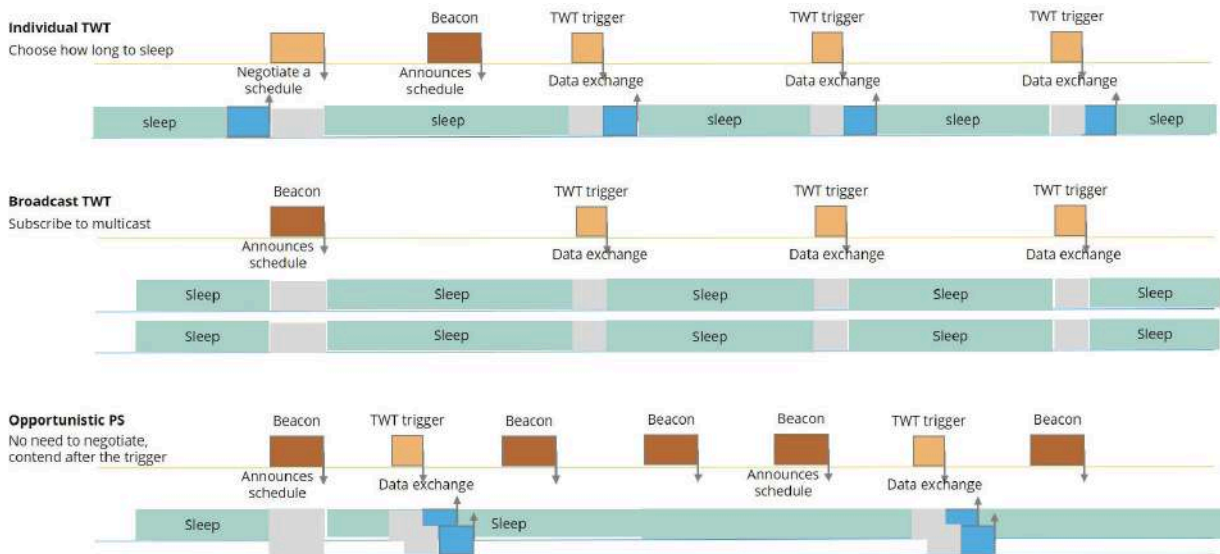 Individual TWT
Choose how long to sleep
Beacon
TWT trigger
TWT trigger
TWT trigger
Negotiate a
schedule
Announces
schedule
Data exchange
Data exchange
Data exchange
sleep
sleep
sleep
sleep
sleep
Broadcast TWT
Subscribe to multicast
Beacon
TWT trigger
TWT trigger
TWT trigger
Announces
schedule
Data exchange
Data exchange
Data exchange
Sleep
Sleep
Sleep
Sleep
Sleep
Sleep
Sleep
Sleep
Sleep
Sleep
Opportunistic PS
No need to negotiate,
contend after the trigger
Beacon
TWT trigger
Beacon
Beacon
Beacon
TWT trigger
Beacon
Announces
schedule
Data exchange
Announces
schedule
Data exchange
Sleep
Sleep